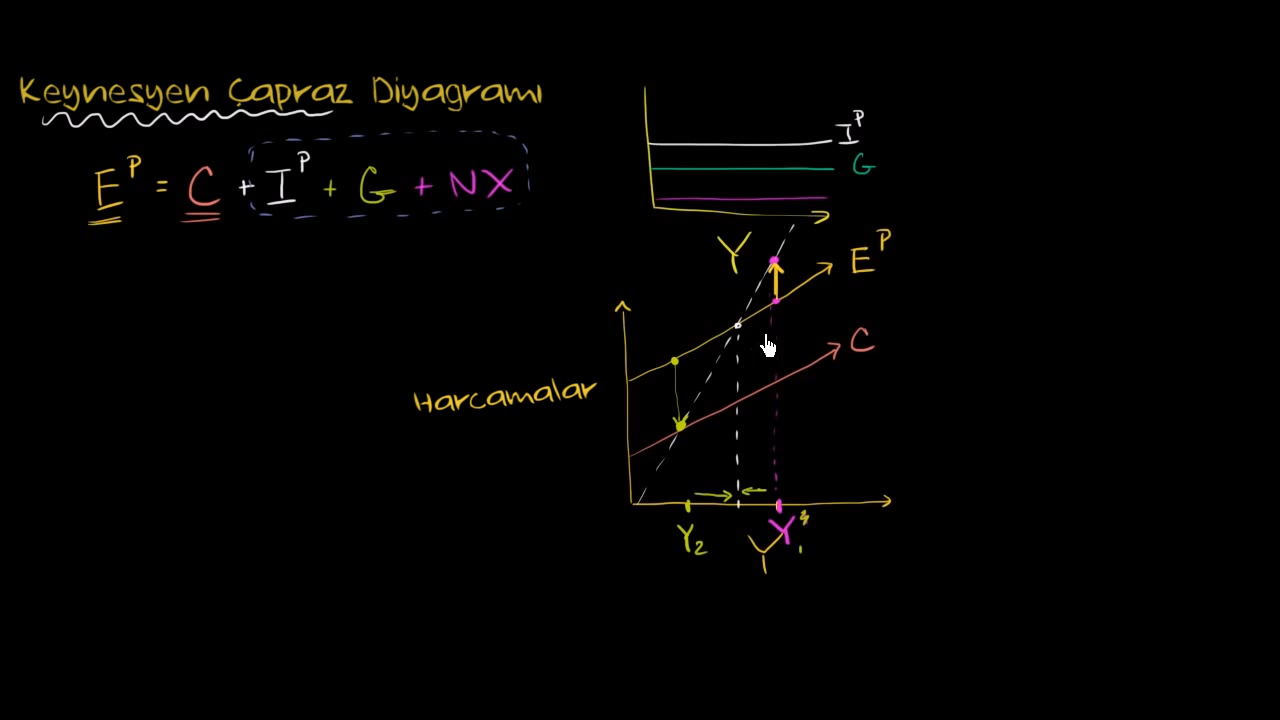 Keynesyen Çapraz Diyagramı
E^P = C + I^P + G + NX
I^P
G
Y
E^P
C
Harcamalar
Y₂
Y
Y₁*